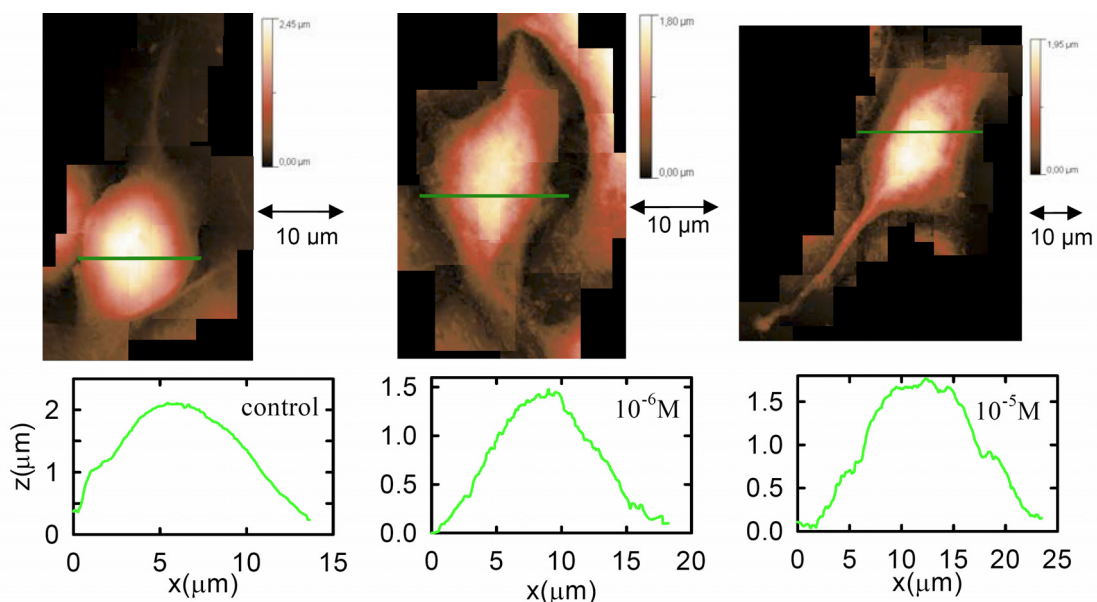 2,45 µm
0,00 µm
10 µm
1,80 µm
0,00 µm
10 µm
1,95 µm
0,00 µm
10 µm
control
z(µm)
2
1
0
0 5 10 15
x(µm)
10⁻⁶M
1.5
1.0
0.5
0.0
0 5 10 15 20
x(µm)
10⁻⁵M
1.5
1.0
0.5
0.0
0 5 10 15 20 25
x(µm)